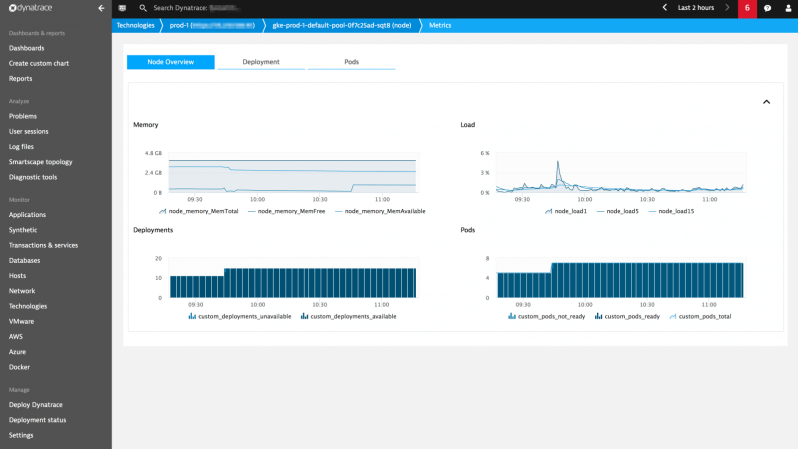 dynatrace
Search Dynatrace:
Last 2 hours
6
Technologies
prod-1
gke-prod-1-default-pool-0f7c25ad-sqt8 (node)
Metrics
Dashboards & reports
Dashboards
Create custom chart
Reports
Analyze
Problems
User sessions
Log files
Smartscape topology
Diagnostic tools
Monitor
Applications
Synthetic
Transactions & services
Databases
Hosts
Network
Technologies
VMware
AWS
Azure
Docker
Manage
Deploy Dynatrace
Deployment status
Settings
Node Overview
Deployment
Pods
Memory
4.8 GB
2.4 GB
0 B
09:30 10:00 10:30 11:00
node_memory_MemTotal node_memory_MemFree node_memory_MemAvailable
Load
6 %
3 %
0 %
09:30 10:00 10:30 11:00
node_load1 node_load5 node_load15
Deployments
20
10
0
09:30 10:00 10:30 11:00
custom_deployments_unavailable custom_deployments_available
Pods
8
4
0
09:30 10:00 10:30 11:00
custom_pods_not_ready custom_pods_ready custom_pods_total